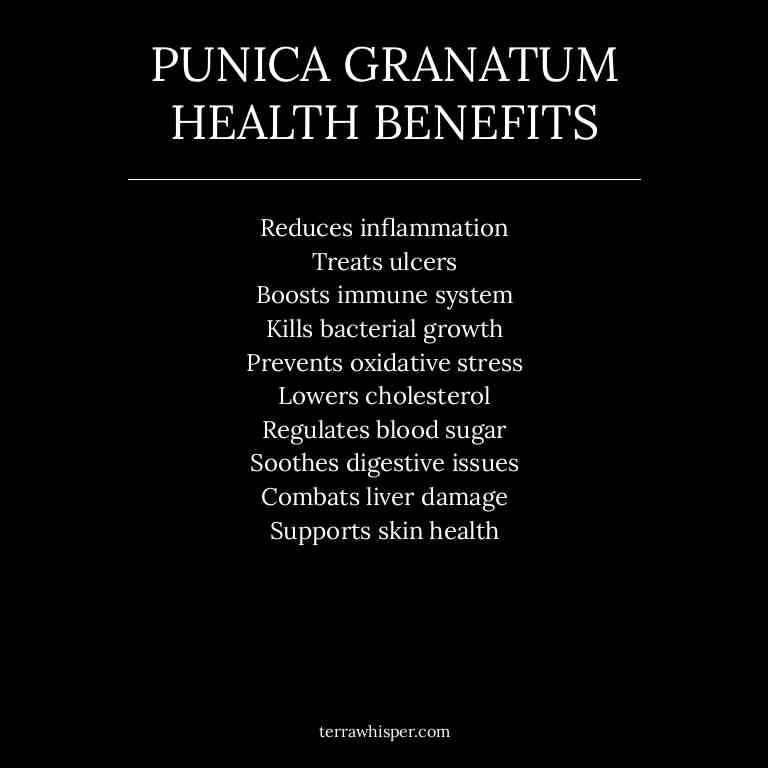 PUNICA GRANATUM
HEALTH BENEFITS
Reduces inflammation
Treats ulcers
Boosts immune system
Kills bacterial growth
Prevents oxidative stress
Lowers cholesterol
Regulates blood sugar
Soothes digestive issues
Combats liver damage
Supports skin health
terrawhisper.com